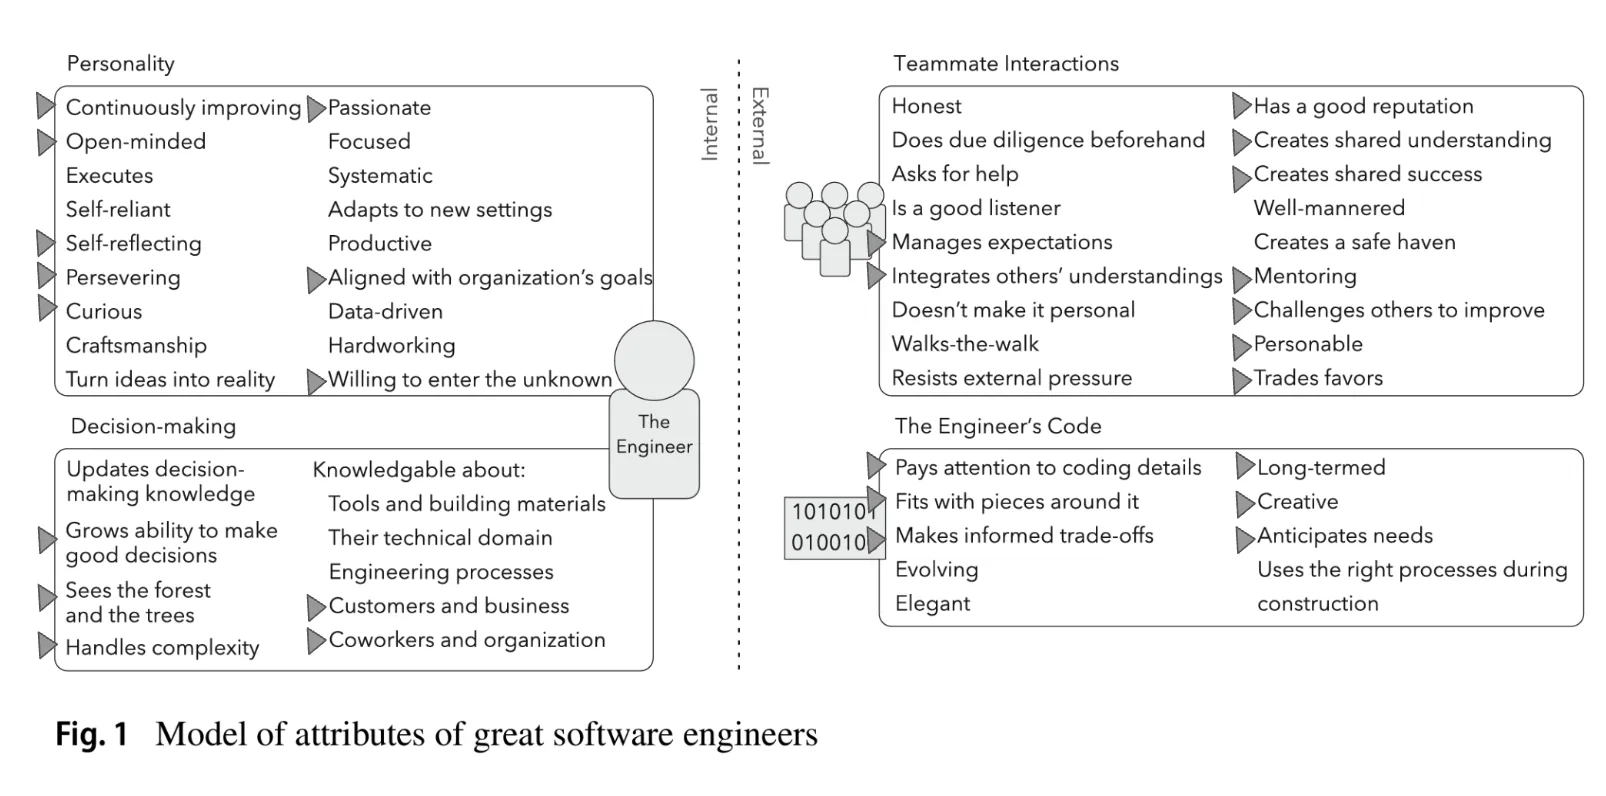 Personality
Continuously improving
Open-minded
Executes
Self-reliant
Self-reflecting
Persevering
Curious
Craftsmanship
Turn ideas into reality
Passionate
Focused
Systematic
Adapts to new settings
Productive
Aligned with organization's goals
Data-driven
Hardworking
Willing to enter the unknown
Decision-making
Updates decision-
making knowledge
Grows ability to make
good decisions
Sees the forest
and the trees
Handles complexity
Knowledgable about:
Tools and building materials
Their technical domain
Engineering processes
Customers and business
Coworkers and organization
The
Engineer
Internal
External
Teammate Interactions
Honest
Does due diligence beforehand
Asks for help
Is a good listener
Manages expectations
Integrates others' understandings
Doesn't make it personal
Walks-the-walk
Resists external pressure
Has a good reputation
Creates shared understanding
Creates shared success
Well-mannered
Creates a safe haven
Mentoring
Challenges others to improve
Personable
Trades favors
The Engineer's Code
1010101
010010
Pays attention to coding details
Fits with pieces around it
Makes informed trade-offs
Evolving
Elegant
Long-termed
Creative
Anticipates needs
Uses the right processes during
construction
Fig. 1 Model of attributes of great software engineers